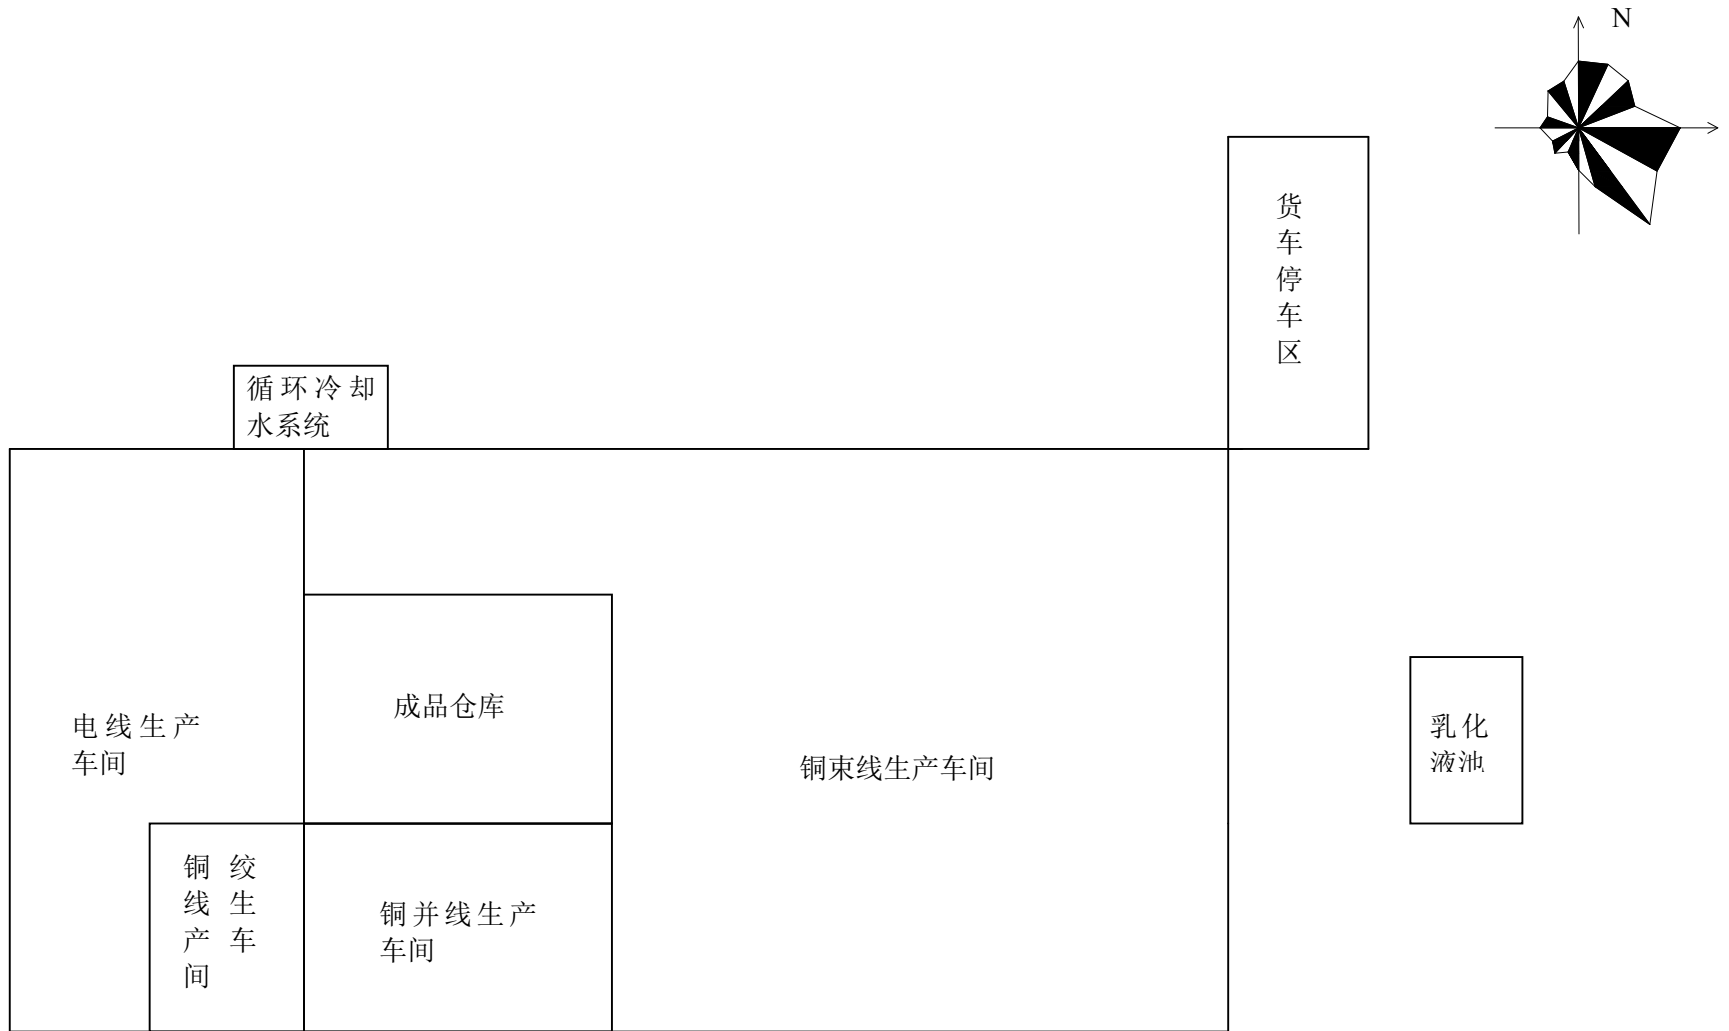 N
货
车
停
车
区
循环冷却
水系统
成品仓库
电线生产
车间
铜束线生产车间
乳化
液池
铜绞
线生
产车
间
铜并线生产
车间